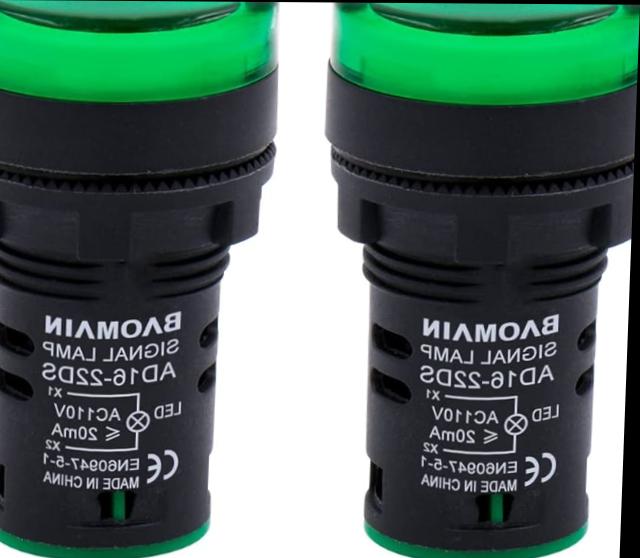 BAOMAIN
SIGNAL LAMP
AD16-22DS
X1
LED AC110V
≤ 20mA
X2
CE EN60947-5-1
MADE IN CHINA
BAOMAIN
SIGNAL LAMP
AD16-22DS
X1
LED AC110V
≤ 20mA
X2
CE EN60947-5-1
MADE IN CHINA